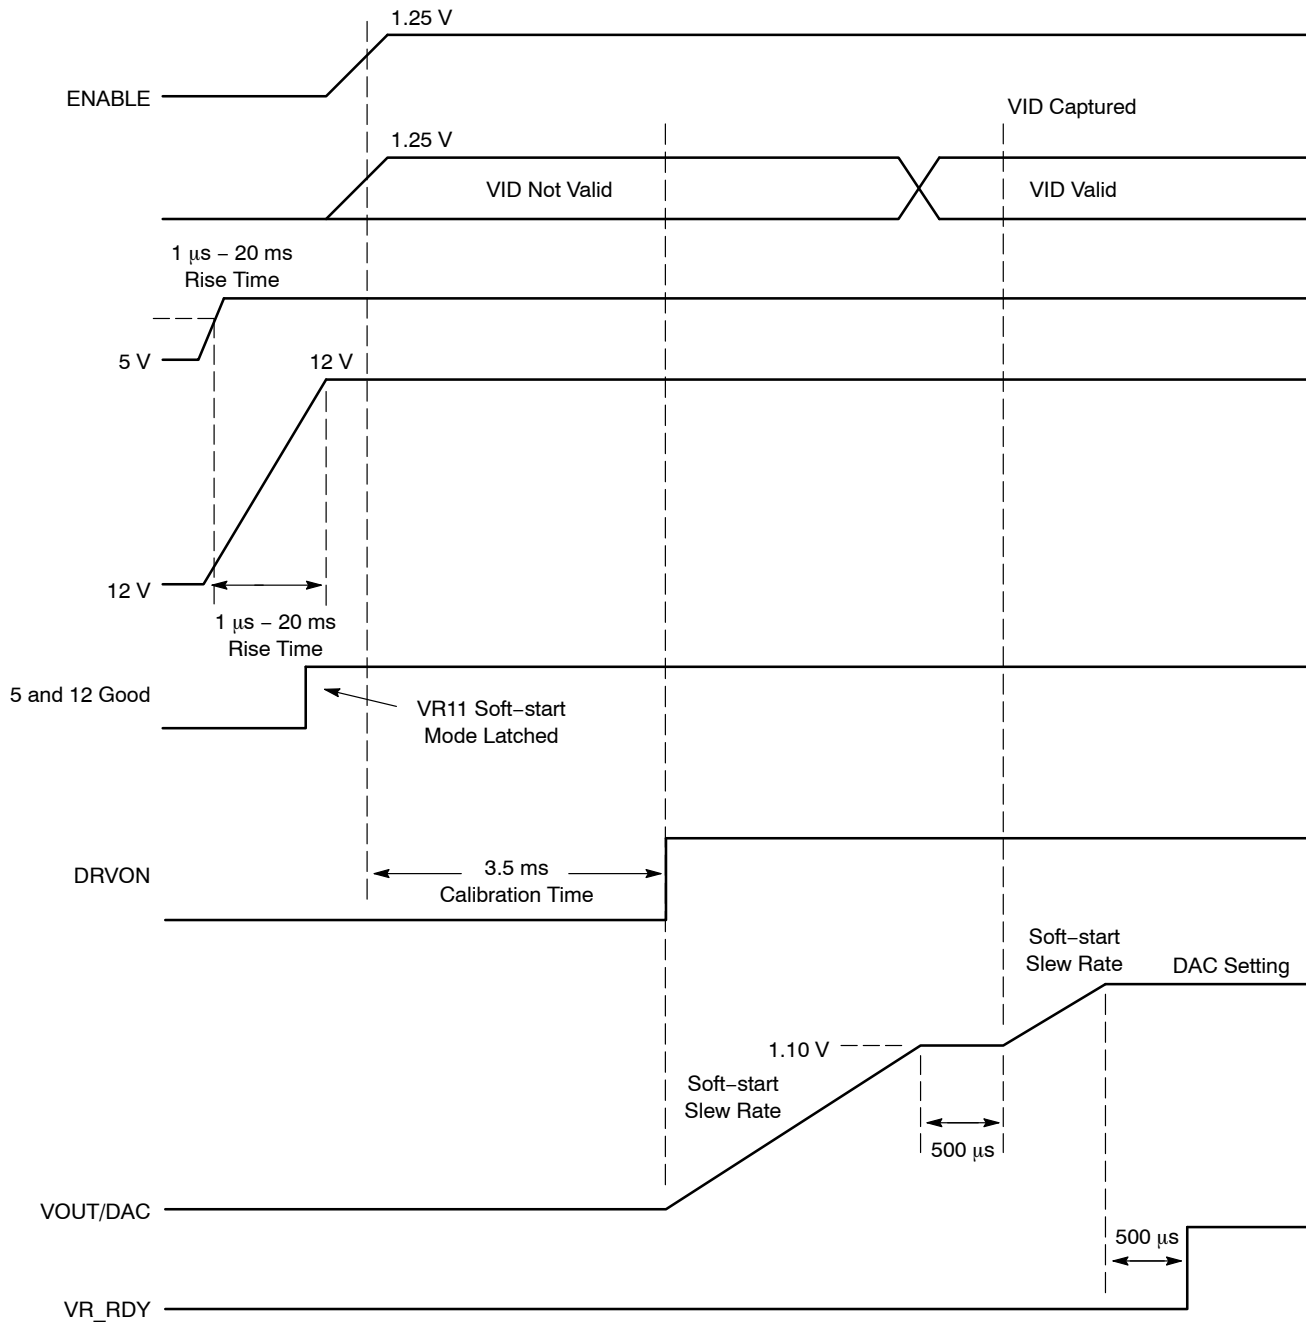 1.25 V
ENABLE
VID Captured
1.25 V
VID Not Valid
VID Valid
1 μs – 20 ms
Rise Time
5 V
12 V
12 V
1 μs – 20 ms
Rise Time
5 and 12 Good
VR11 Soft–start
Mode Latched
DRVON
3.5 ms
Calibration Time
Soft–start
Slew Rate
DAC Setting
1.10 V
Soft–start
Slew Rate
500 μs
VOUT/DAC
500 μs
VR_RDY